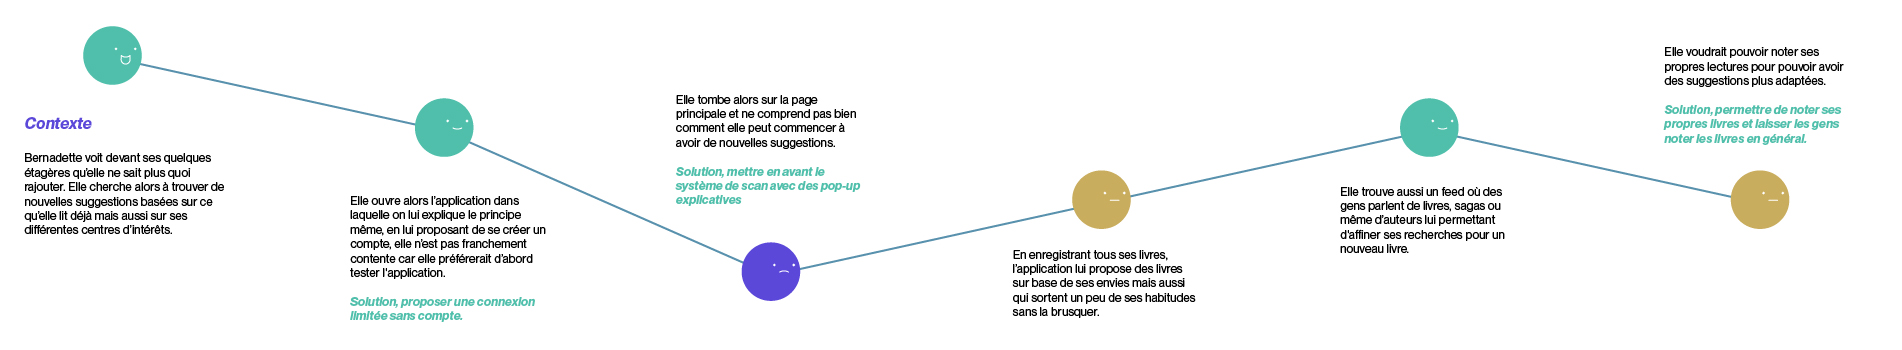 Contexte
Bernadette voit devant ses quelques
étagères qu'elle ne sait plus quoi
rajouter. Elle cherche alors à trouver de
nouvelles suggestions basées sur ce
qu'elle lit déjà mais aussi sur ses
différentes centres d'intérêts.
Elle ouvre alors l'application dans
laquelle on lui explique le principe
même, en lui proposant de se créer un
compte, elle n'est pas franchement
contente car elle préférerait d'abord
tester l'application.
Solution, proposer une connexion
limitée sans compte.
Elle tombe alors sur la page
principale et ne comprend pas bien
comment elle peut commencer à
avoir de nouvelles suggestions.
Solution, mettre en avant le
système de scan avec des pop-up
explicatives
En enregistrant tous ses livres,
l'application lui propose des livres
sur base de ses envies mais aussi
qui sortent un peu de ses habitudes
sans la brusquer.
Elle trouve aussi un feed où des
gens parlent de livres, sagas ou
même d'auteurs lui permettant
d'affiner ses recherches pour un
nouveau livre.
Elle voudrait pouvoir noter ses
propres lectures pour pouvoir avoir
des suggestions plus adaptées.
Solution, permettre de noter ses
propres livres et laisser les gens
noter les livres en général.